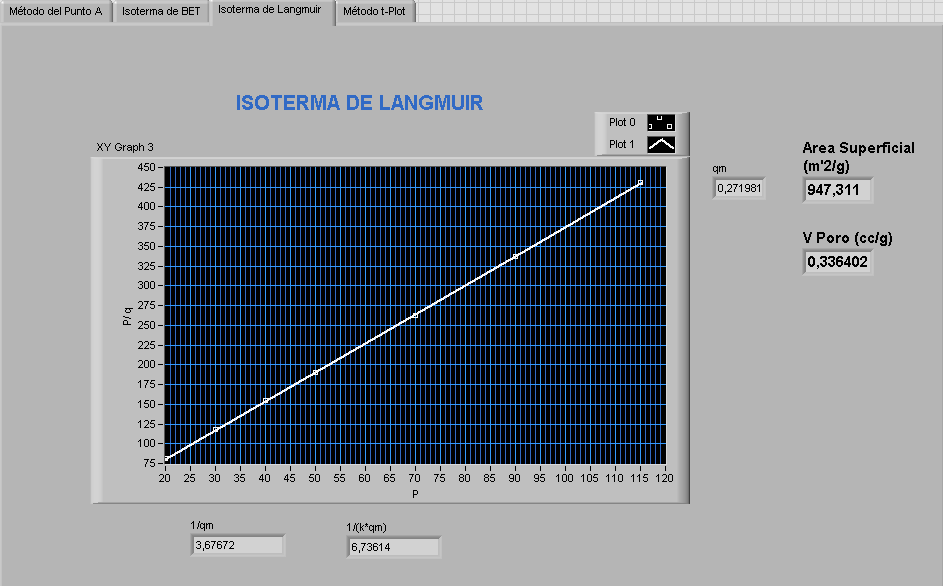 Método del Punto A
Isoterma de BET
Isoterma de Langmuir
Método t-Plot
ISOTERMA DE LANGMUIR
Plot 0
Plot 1
XY Graph 3
450
425
400
375
350
325
300
275
250
225
200
175
150
125
100
75
P/q
20 25 30 35 40 45 50 55 60 65 70 75 80 85 90 95 100 105 110 115 120
P
qm
0,271981
Area Superficial
(m'2/g)
947,311
V Poro (cc/g)
0,336402
1/qm
3,67672
1/(k*qm)
6,73614